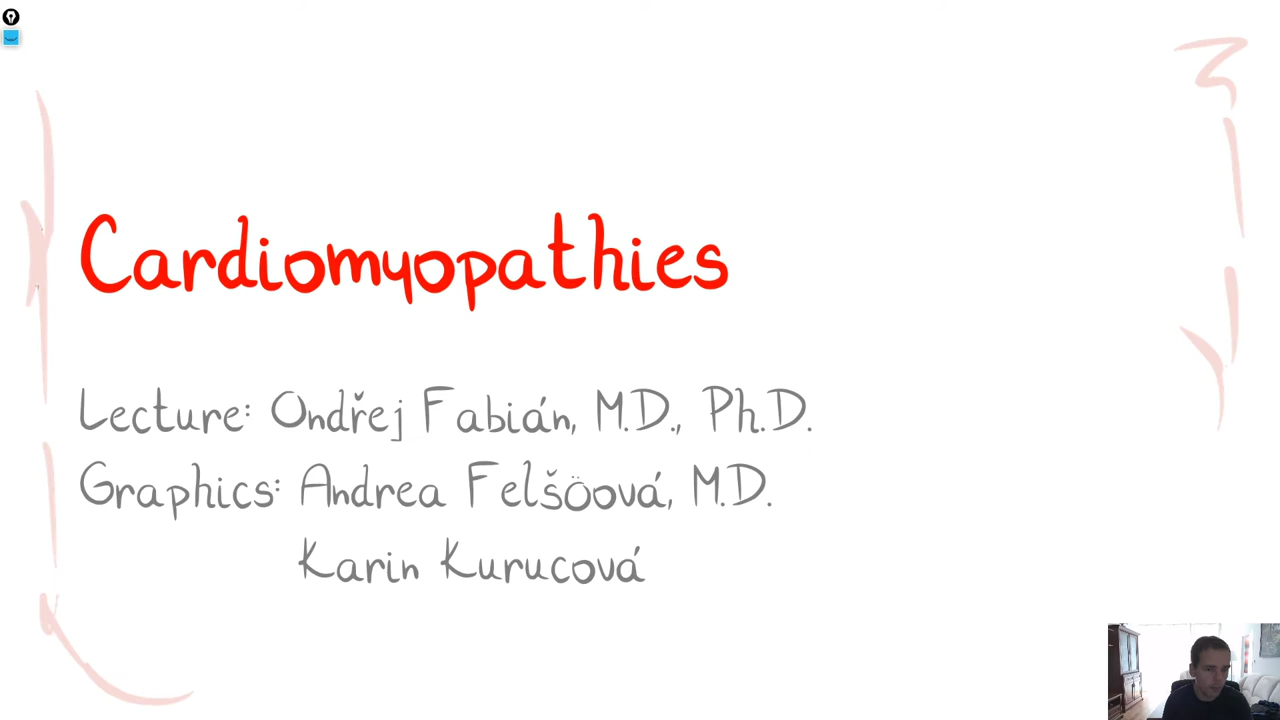 Cardiomyopathies
Lecture: Ondřej Fabián, M.D., Ph.D.
Graphics: Andrea Felšöová, M.D.
Karin Kurucová